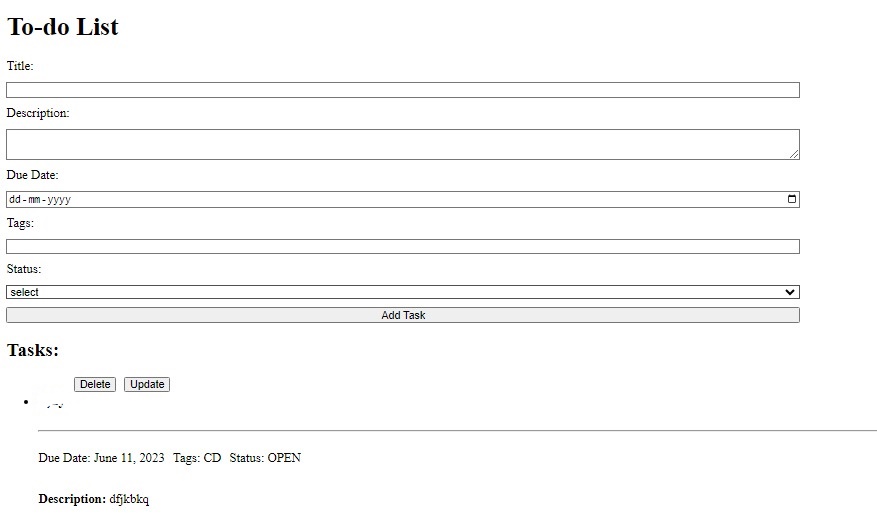 To-do List
Title:
Description:
Due Date:
dd-mm-yyyy
Tags:
Status:
select
Add Task
Tasks:
Delete Update
Due Date: June 11, 2023 Tags: CD Status: OPEN
Description: dfjkbkq